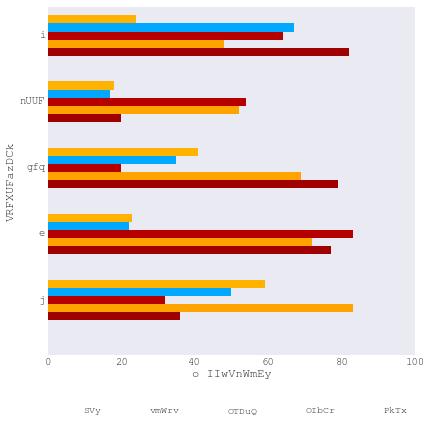 i
nUUF
gfq
e
j
VRFXUFazDCk
0 20 40 60 80 100
o IIwVnWmEy
SVy vmWrv OTDuQ OIbCr PkTx